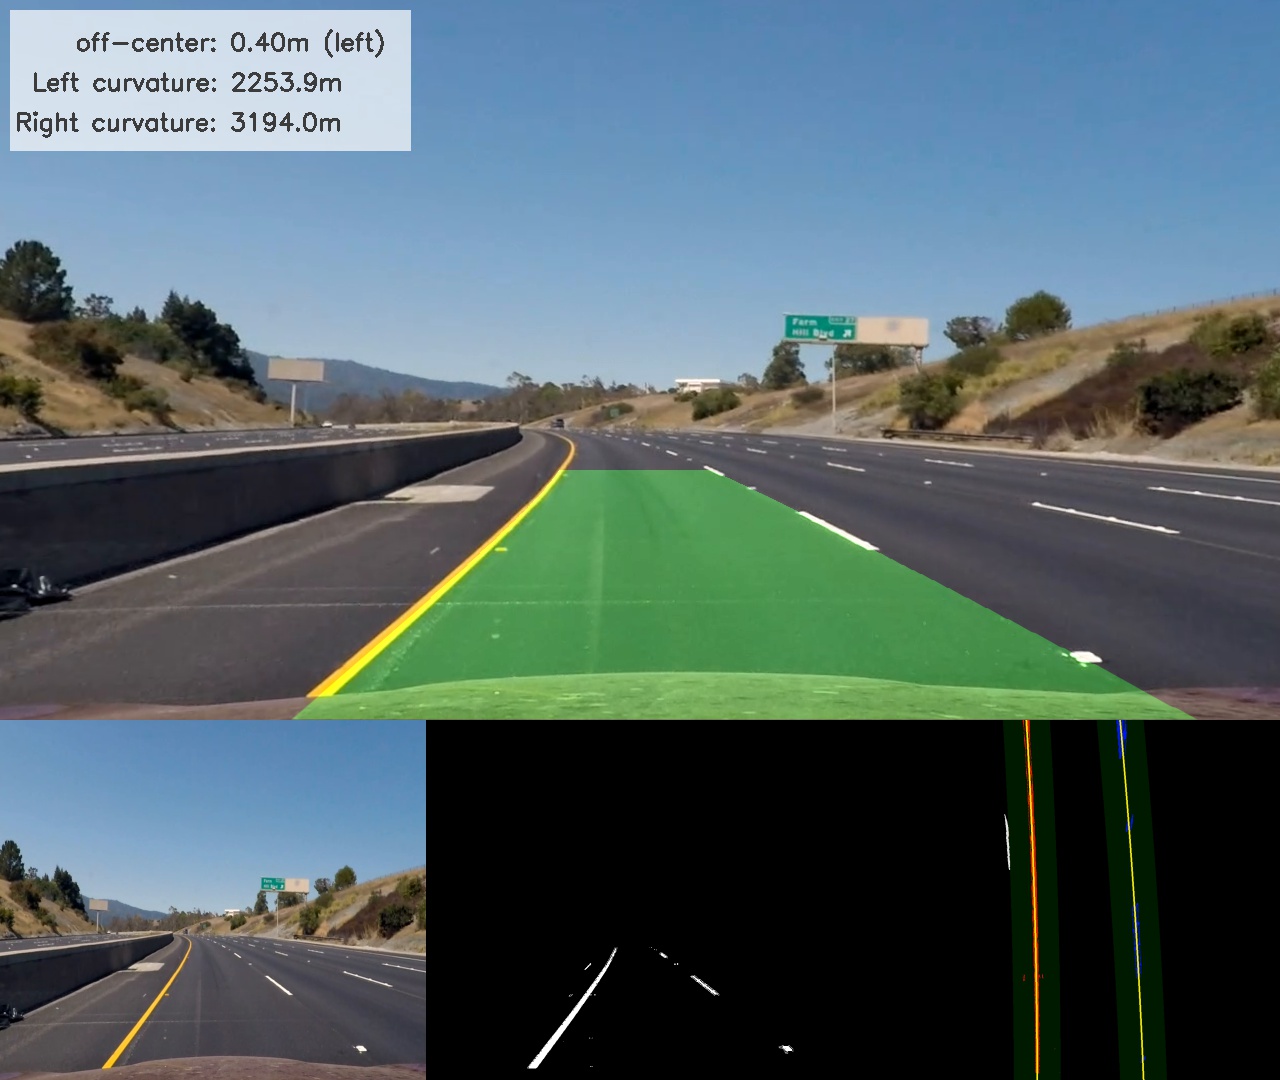 off-center: 0.40m (left)
Left curvature: 2253.9m
Right curvature: 3194.0m
Farm
Hill Blvd